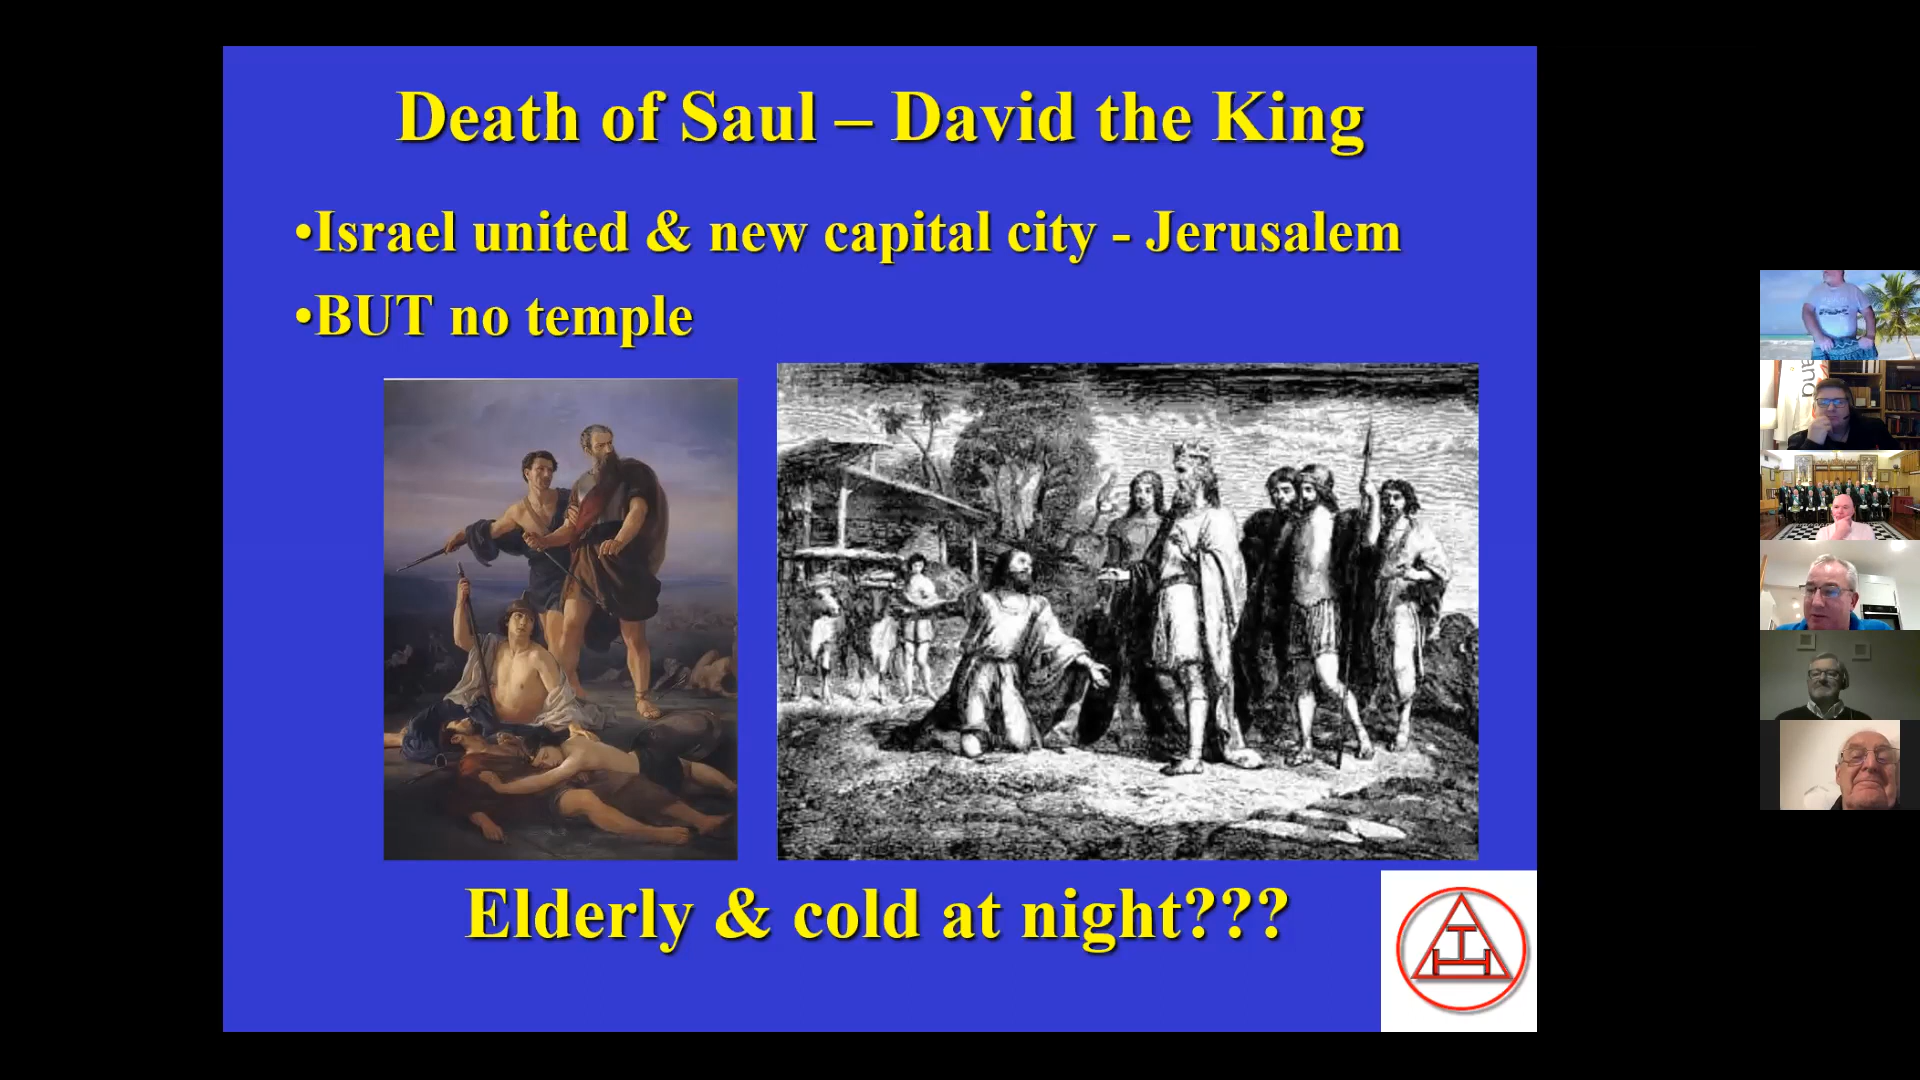 Death of Saul – David the King
•Israel united & new capital city - Jerusalem
•BUT no temple
Elderly & cold at night???